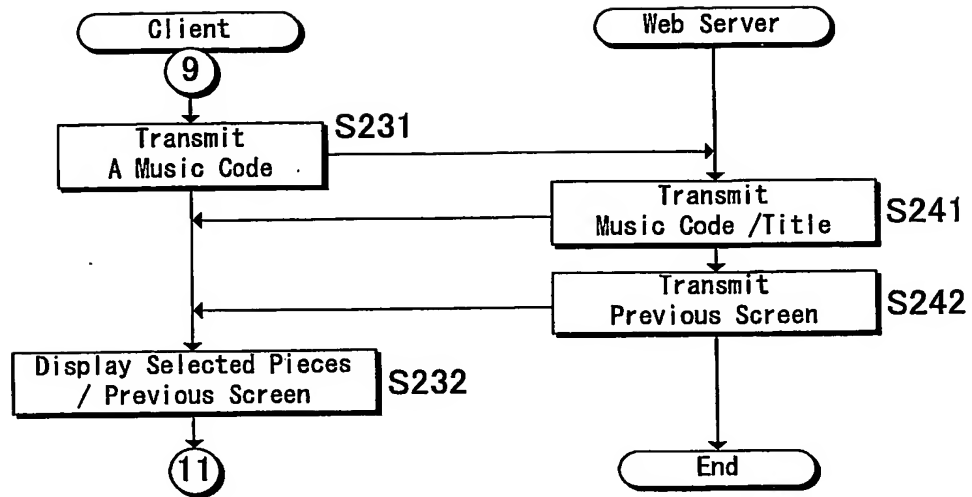 Client
Web Server
9
Transmit
A Music Code
S231
Transmit
Music Code /Title
S241
Transmit
Previous Screen
S242
Display Selected Pieces
/ Previous Screen
S232
11
End